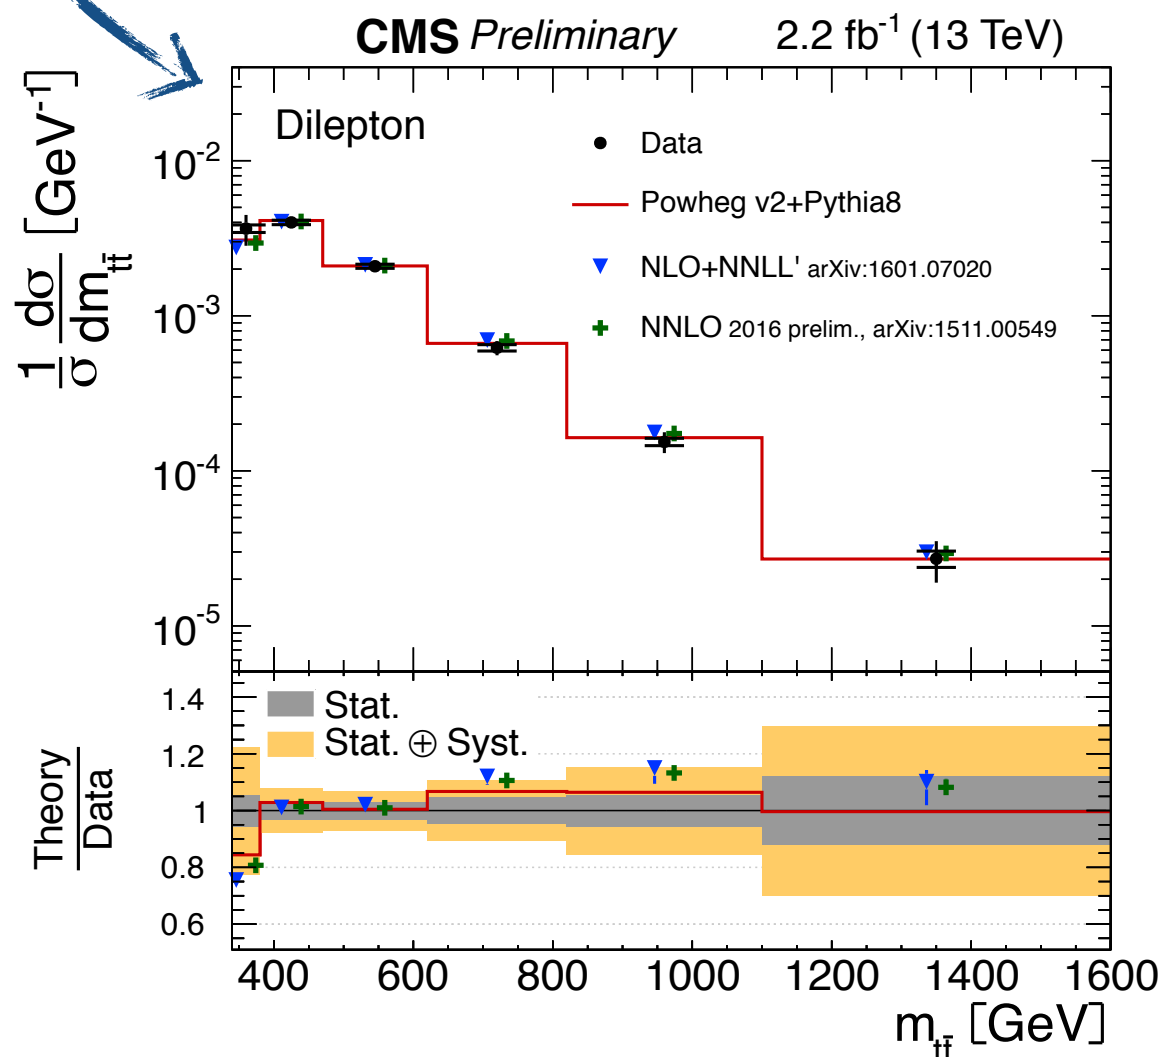 CMS Preliminary 2.2 fb⁻¹ (13 TeV)
Dilepton
Data
Powheg v2+Pythia8
NLO+NNLL' arXiv:1601.07020
NNLO 2016 prelim., arXiv:1511.00549
1/σ dσ/dm_tt̄ [GeV⁻¹]
10⁻²
10⁻³
10⁻⁴
10⁻⁵
Stat.
Stat. ⊕ Syst.
Theory
Data
1.4
1.2
1
0.8
0.6
400 600 800 1000 1200 1400 1600
m_tt̄ [GeV]